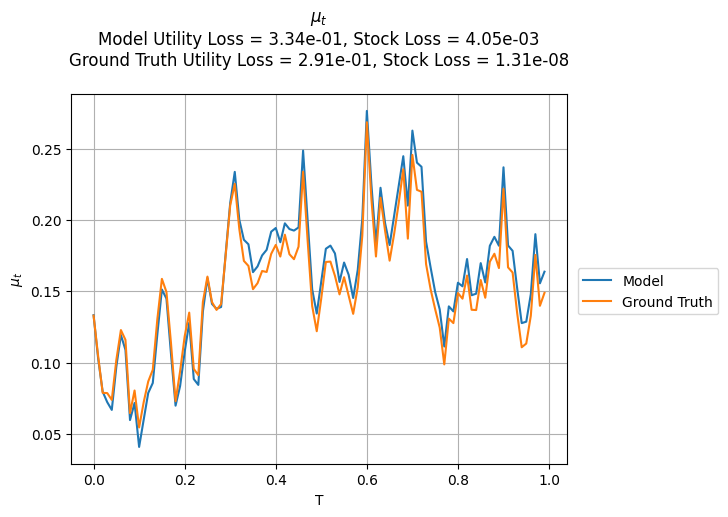 μt
Model Utility Loss = 3.34e-01, Stock Loss = 4.05e-03
Ground Truth Utility Loss = 2.91e-01, Stock Loss = 1.31e-08
μt
0.25
0.20
0.15
0.10
0.05
0.0 0.2 0.4 0.6 0.8 1.0
T
Model
Ground Truth